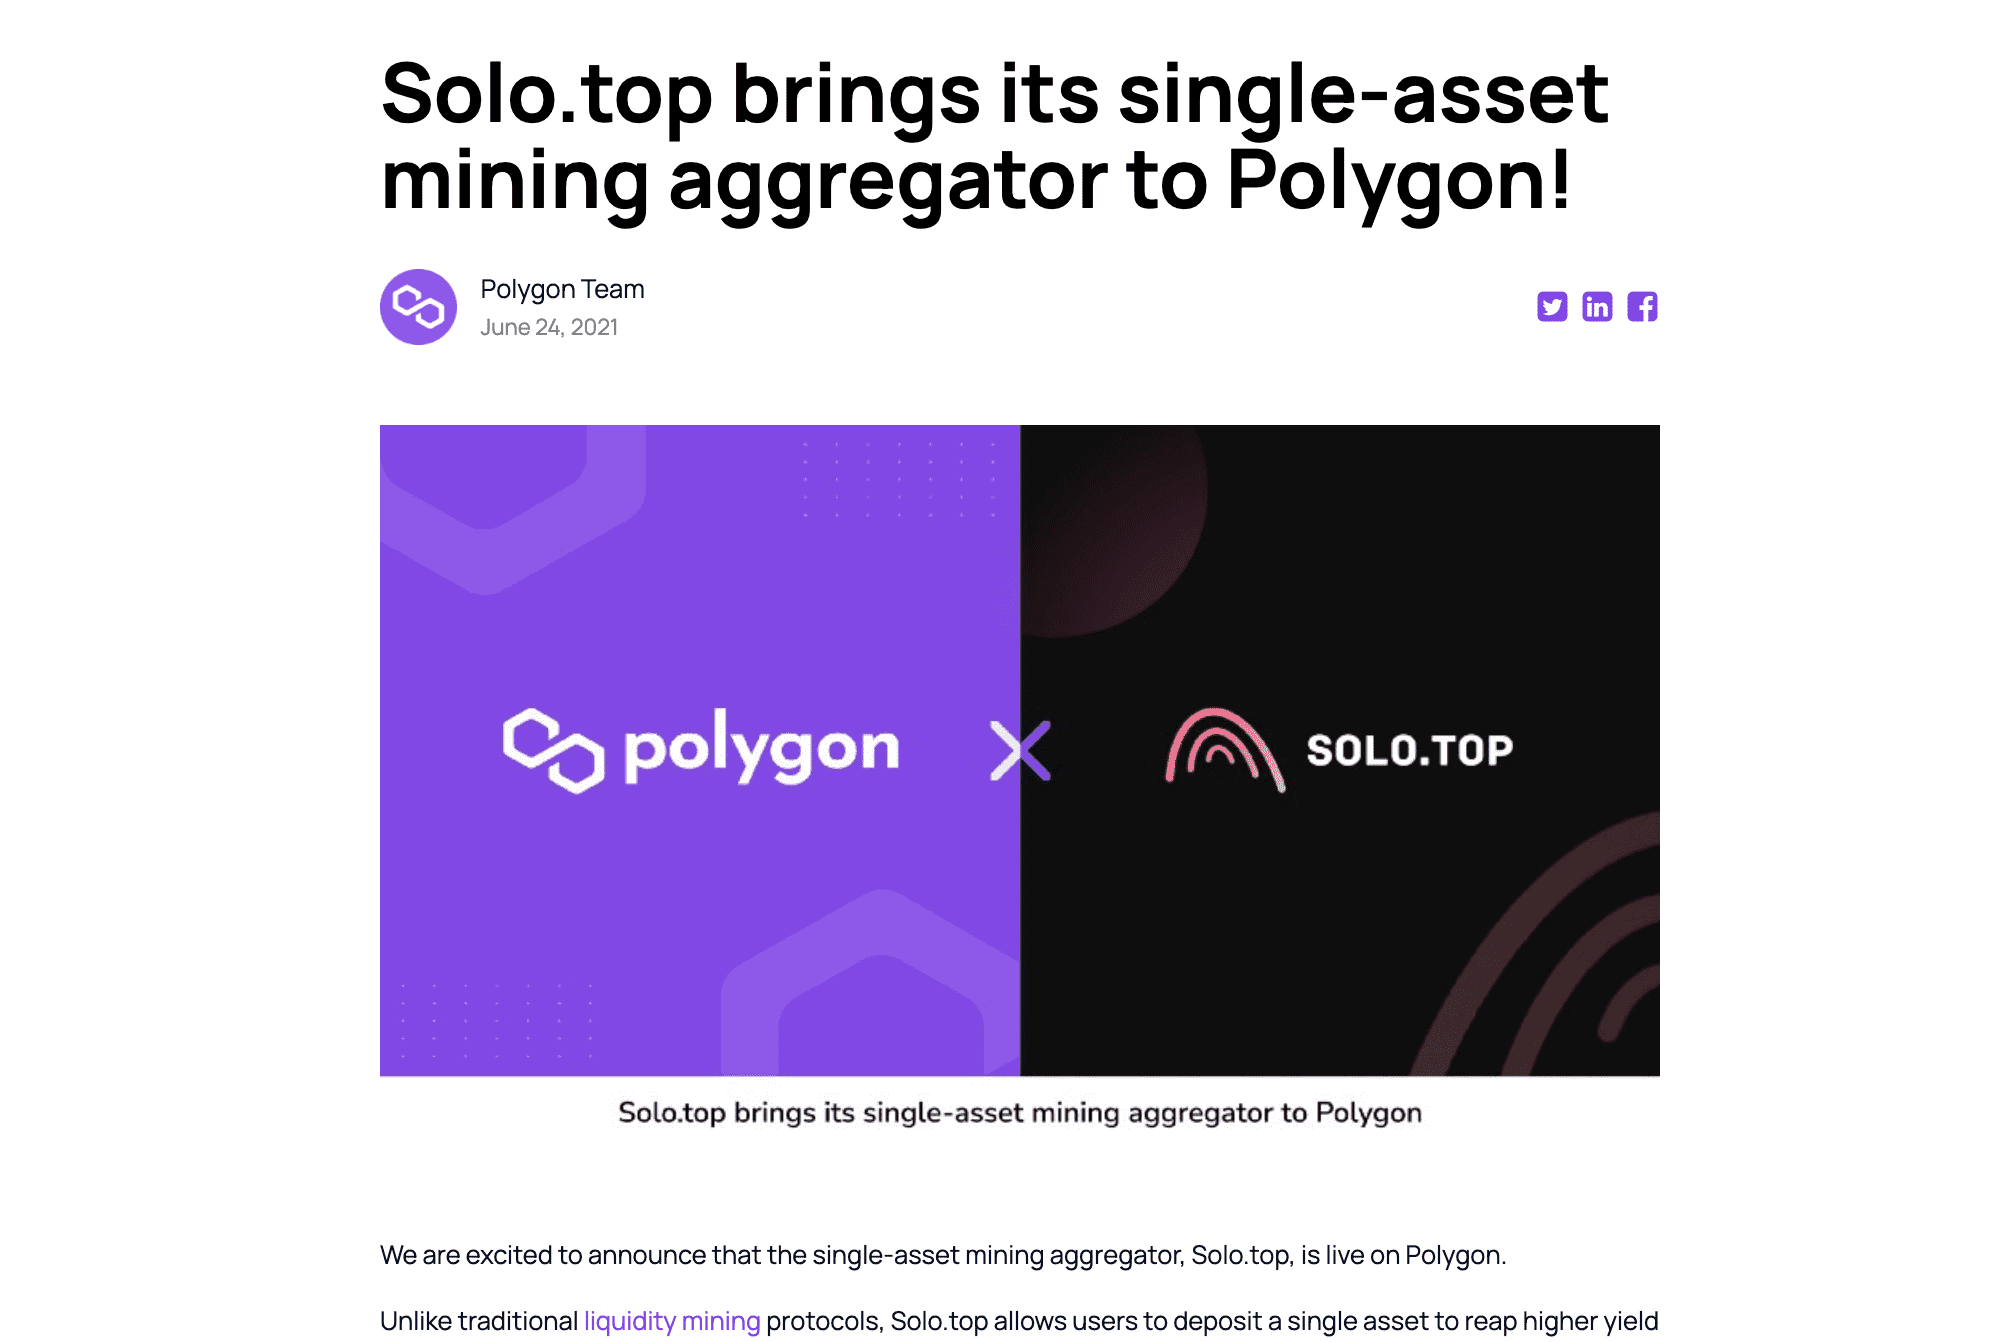 Solo.top brings its single-asset
mining aggregator to Polygon!
Polygon Team
June 24, 2021
polygon
SOLO.TOP
Solo.top brings its single-asset mining aggregator to Polygon
We are excited to announce that the single-asset mining aggregator, Solo.top, is live on Polygon.
Unlike traditional liquidity mining protocols, Solo.top allows users to deposit a single asset to reap higher yield